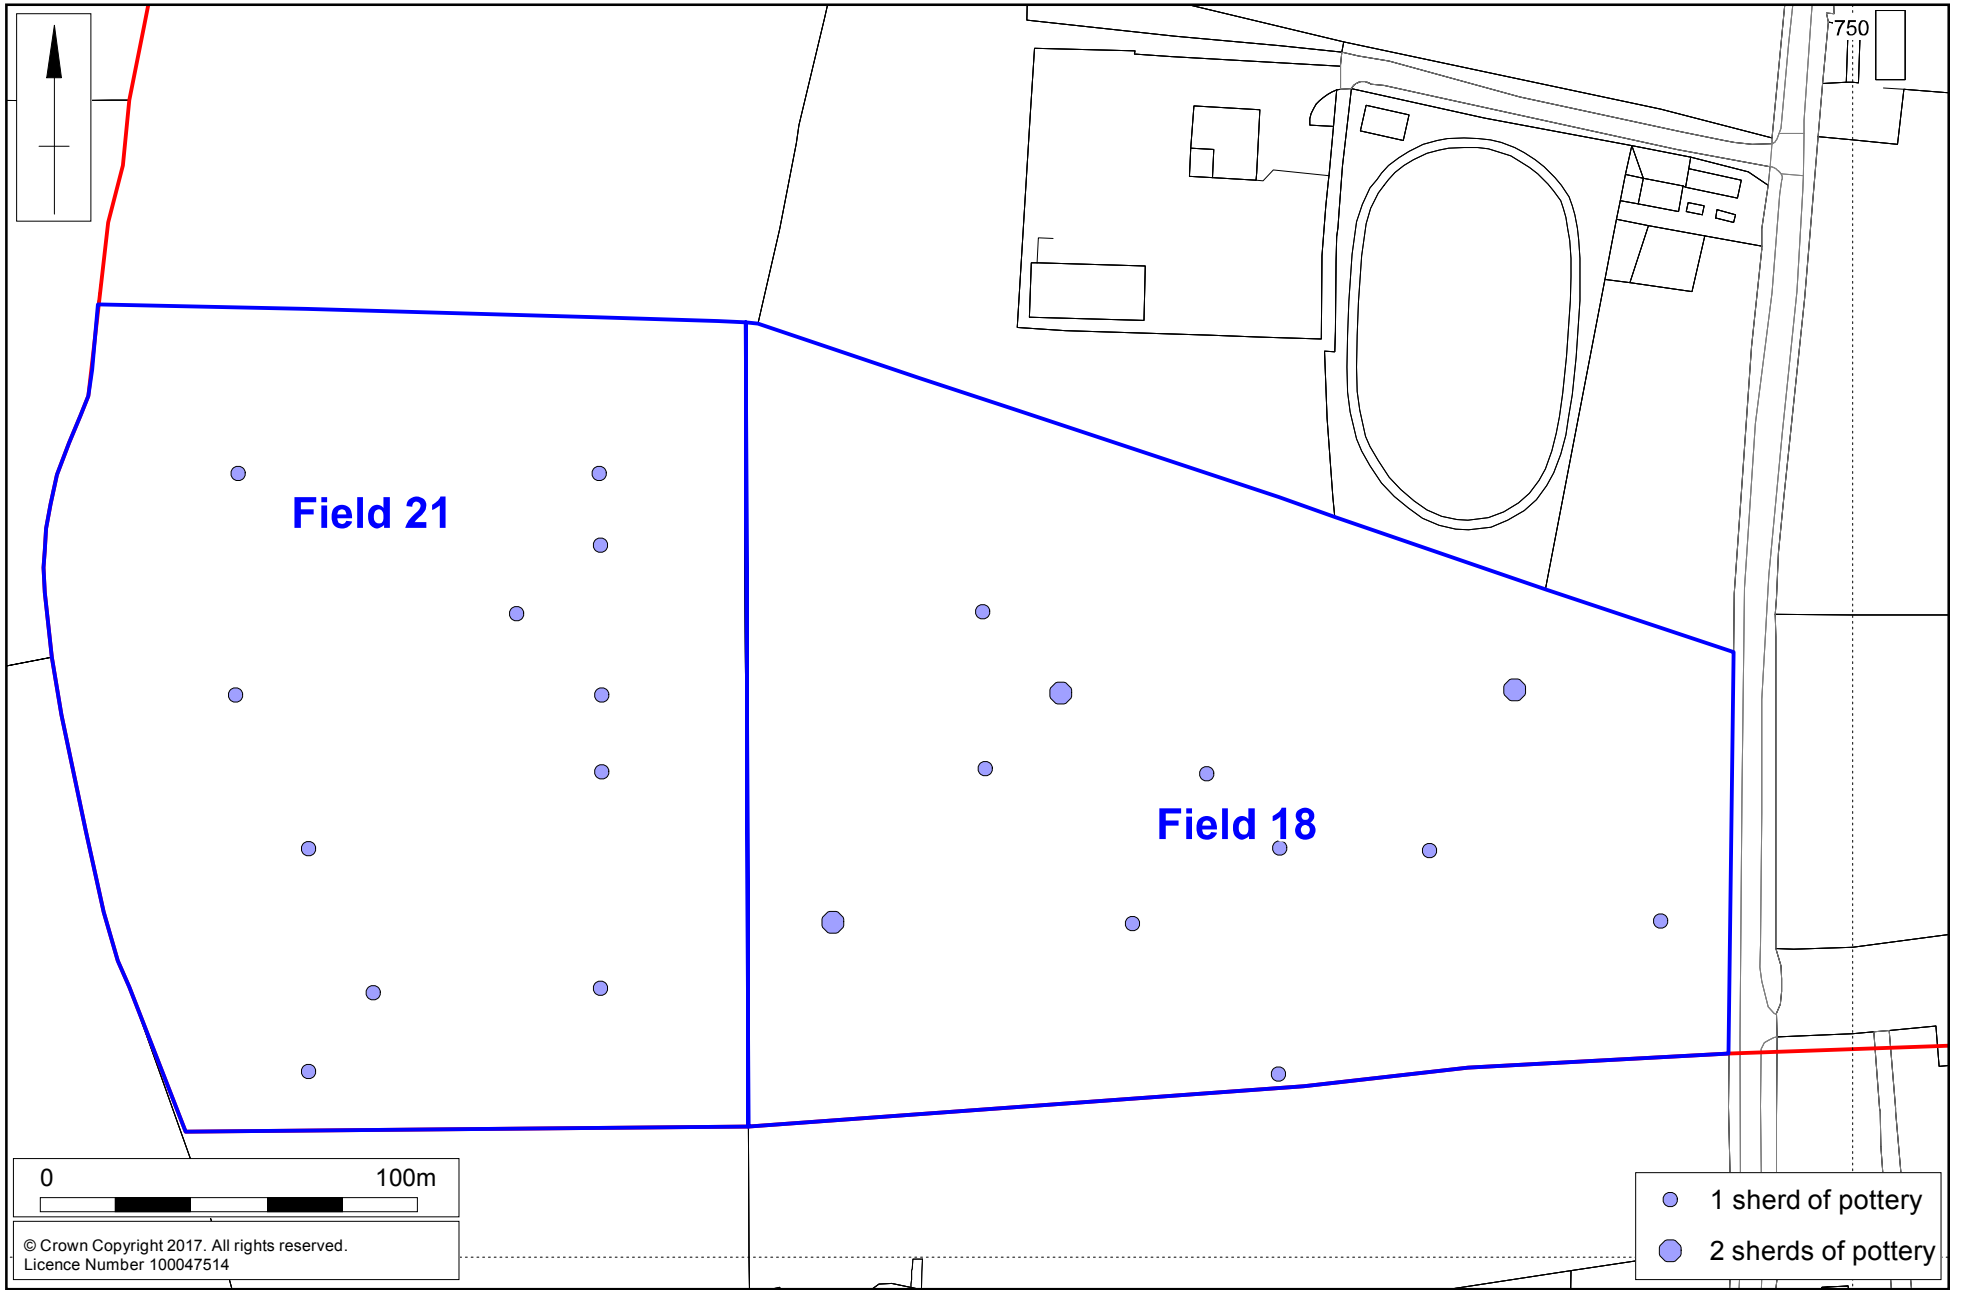 750
Field 21
Field 18
0 100m
© Crown Copyright 2017. All rights reserved.
Licence Number 100047514
1 sherd of pottery
2 sherds of pottery